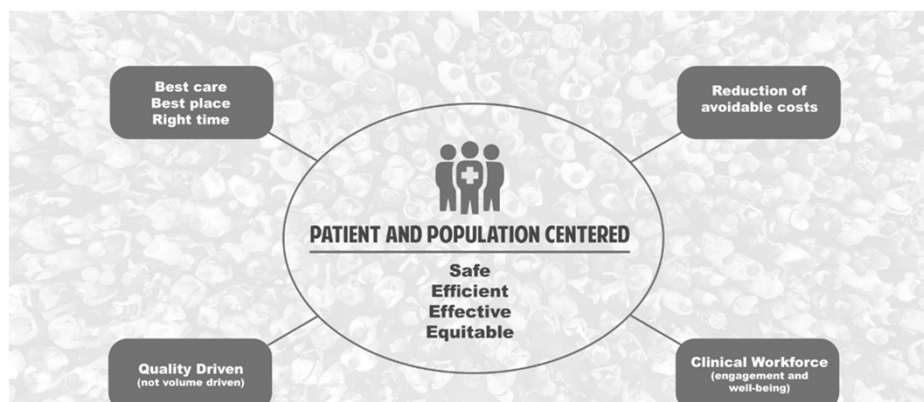 Best care
Best place
Right time
Reduction of
avoidable costs
PATIENT AND POPULATION CENTERED
Safe
Efficient
Effective
Equitable
Quality Driven
(not volume driven)
Clinical Workforce
(engagement and
well-being)